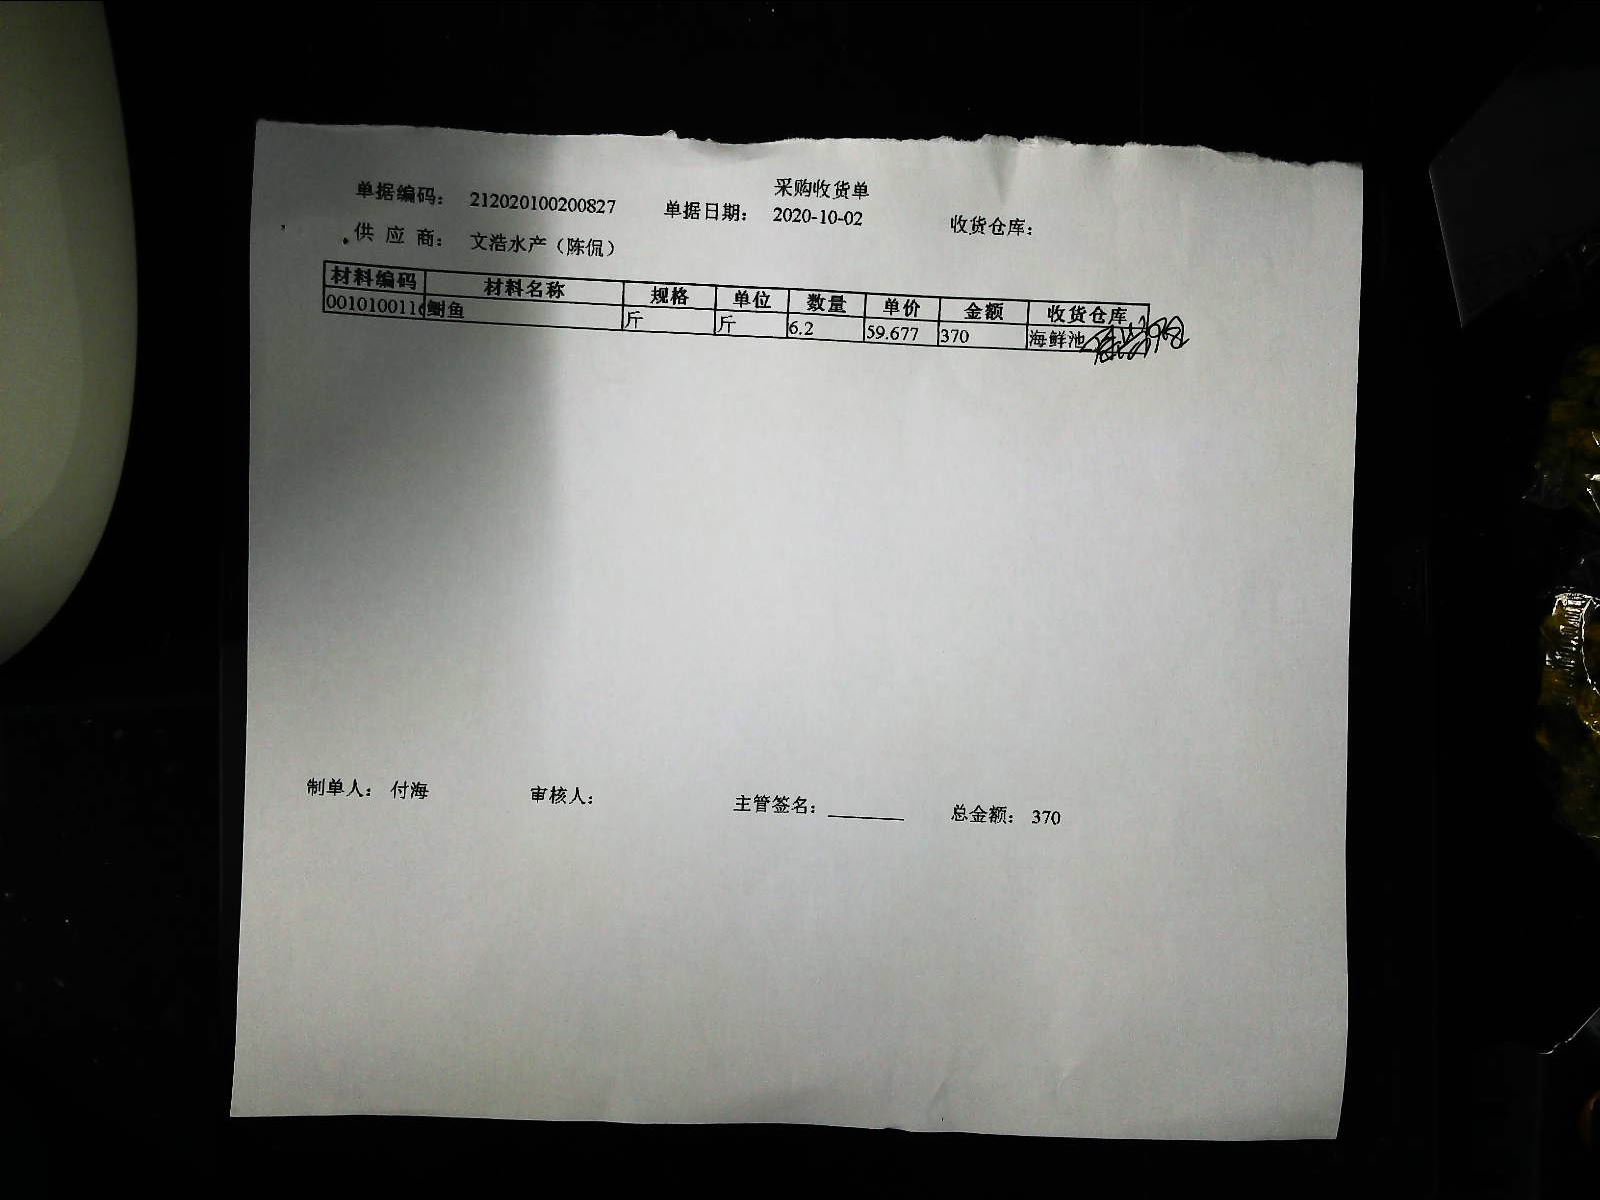 采购收货单
单据编码： 212020100200827 单据日期： 2020-10-02 收货仓库：
供 应 商： 文浩水产（陈侃）
材料编码 材料名称 规格 单位 数量 单价 金额 收货仓库
001010011 鲥鱼 斤 斤 6.2 59.677 370 海鲜池
制单人： 付海 审核人： 主管签名： 总金额： 370